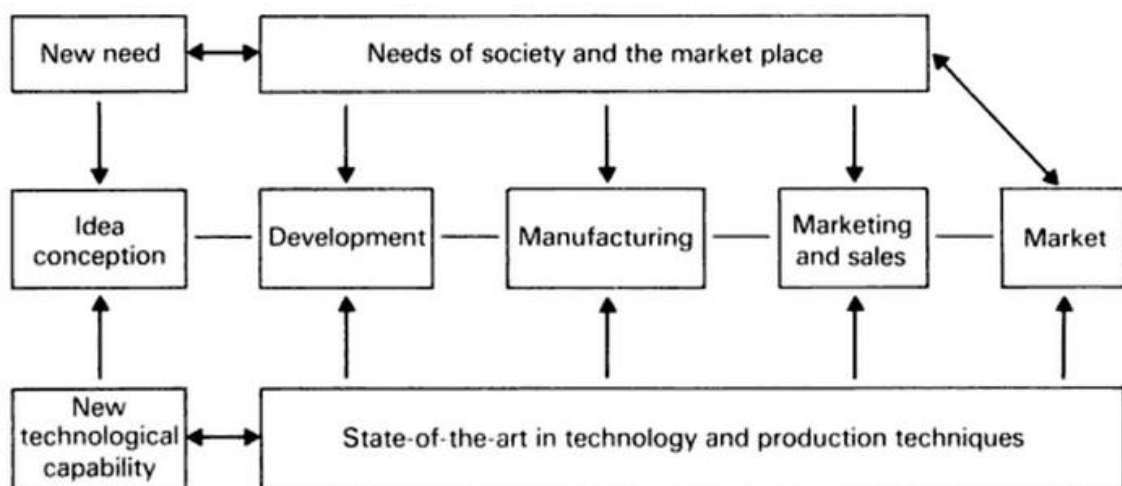 New need
Needs of society and the market place
Idea
conception
Development
Manufacturing
Marketing
and sales
Market
New
technological
capability
State-of-the-art in technology and production techniques